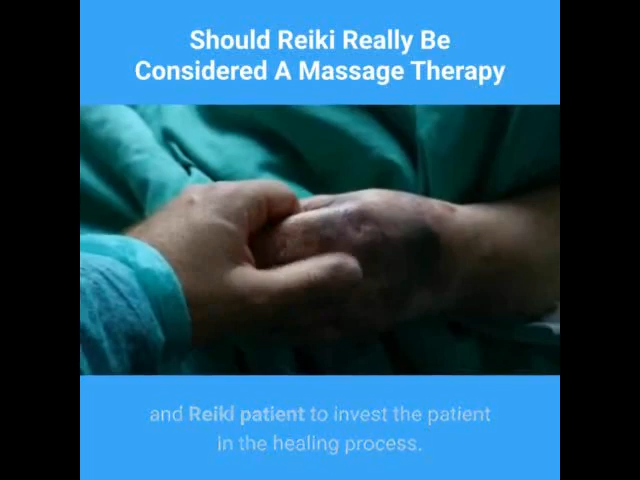 Should Reiki Really Be
Considered A Massage Therapy
and Reiki patient to invest the patient
in the healing process.